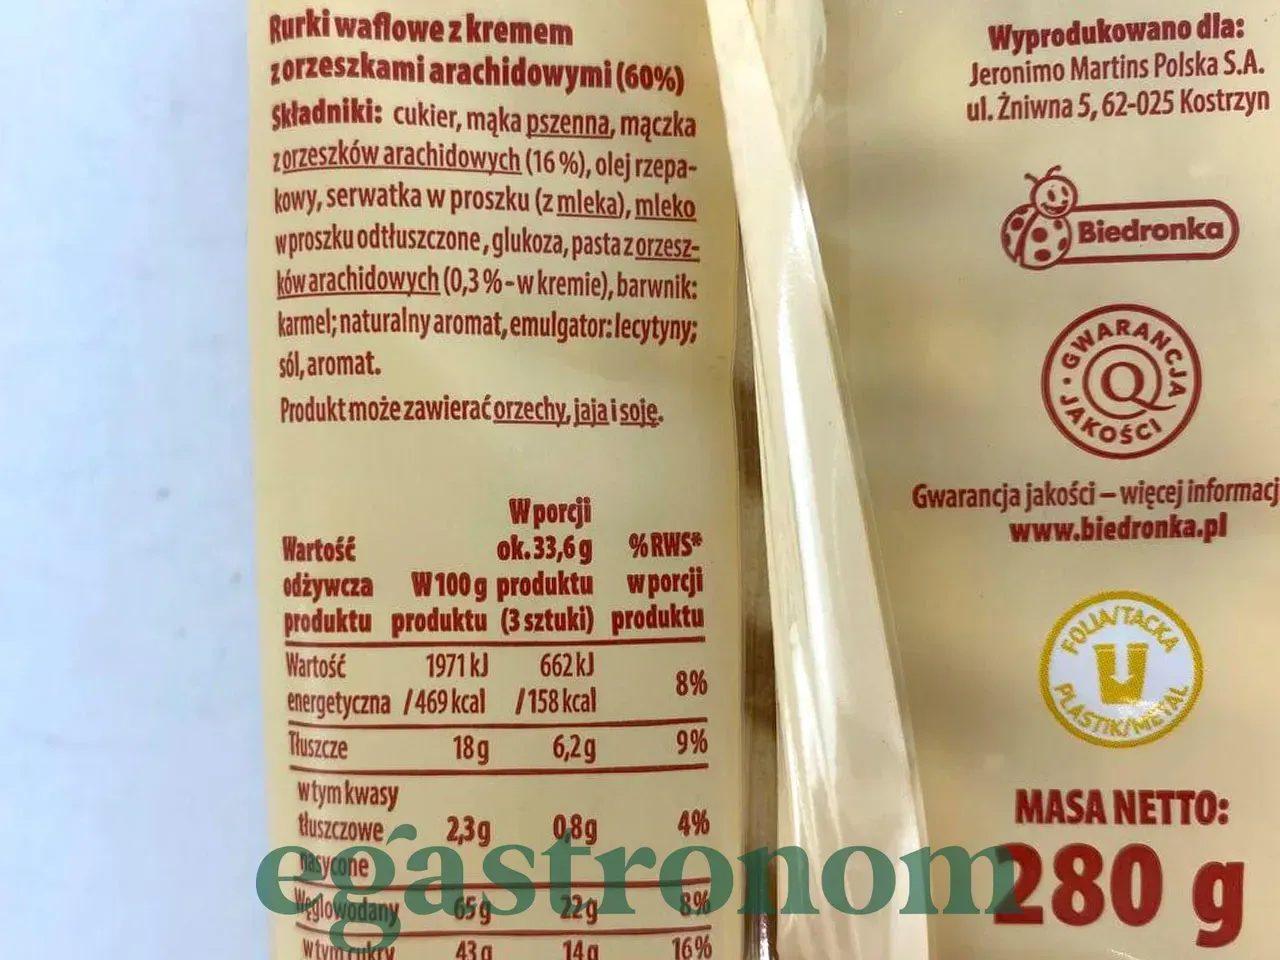 Rurki waflowe z kremem
z orzeszkami arachidowymi (60%)
Składniki: cukier, mąka pszenna, mączka
z orzeszków arachidowych (16 %), olej rzepa-
kowy, serwatka w proszku (z mleka), mleko
w proszku odtłuszczone, glukoza, pasta z orzesz-
ków arachidowych (0,3 % - w kremie), barwnik:
karmel; naturalny aromat, emulgator: lecytyny;
sól, aromat.
Produkt może zawierać orzechy, jaja i soję.
W porcji
Wartość ok. 33,6 g % RWS*
odżywcza W 100 g produktu w porcji
produktu produktu (3 sztuki) produktu
Wartość 1971 kJ 662 kJ
energetyczna /469 kcal /158 kcal 8%
Tłuszcze 18 g 6,2 g 9%
w tym kwasy
tłuszczowe 2,3 g 0,8 g 4%
nasycone
Węglowodany 65 g 22 g 8%
w tym cukry 43 g 14 g 16%
Wyprodukowano dla:
Jeronimo Martins Polska S.A.
ul. Żniwna 5, 62-025 Kostrzyn
Biedronka
GWARANCJA
Q
JAKOŚCI
Gwarancja jakości – więcej informacj
www.biedronka.pl
FOLIA/TACKA
PLASTIK/METAL
MASA NETTO:
280 g
egastronom